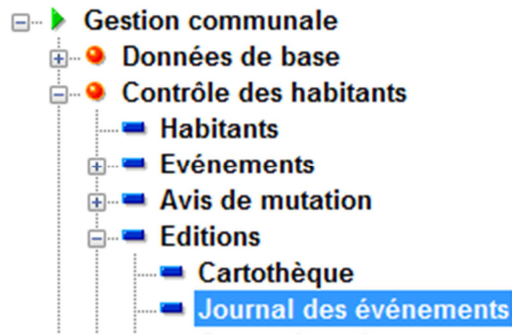 Gestion communale
Données de base
Contrôle des habitants
Habitants
Evénements
Avis de mutation
Editions
Cartothèque
Journal des événements